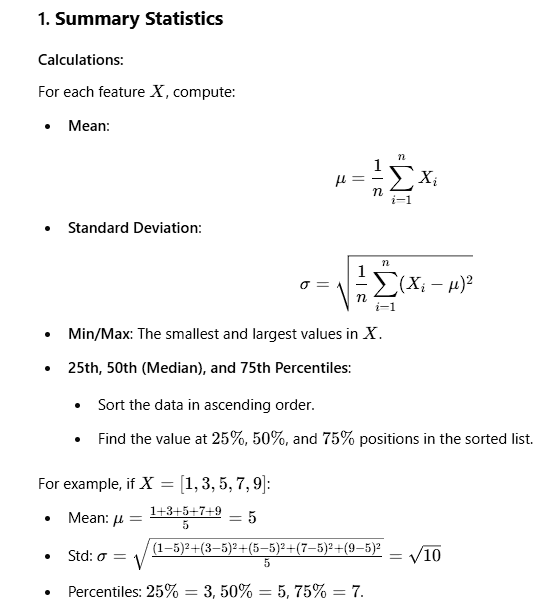 1. Summary Statistics
Calculations:
For each feature X, compute:
• Mean:
μ = \frac{1}{n} \sum_{i=1}^{n} X_i
• Standard Deviation:
σ = \sqrt{\frac{1}{n} \sum_{i=1}^{n} (X_i − μ)^2}
• Min/Max: The smallest and largest values in X.
• 25th, 50th (Median), and 75th Percentiles:
• Sort the data in ascending order.
• Find the value at 25%, 50%, and 75% positions in the sorted list.
For example, if X = [1, 3, 5, 7, 9]:
• Mean: μ = \frac{1+3+5+7+9}{5} = 5
• Std: σ = \sqrt{\frac{(1−5)^2+(3−5)^2+(5−5)^2+(7−5)^2+(9−5)^2}{5}} = \sqrt{10}
• Percentiles: 25% = 3, 50% = 5, 75% = 7.